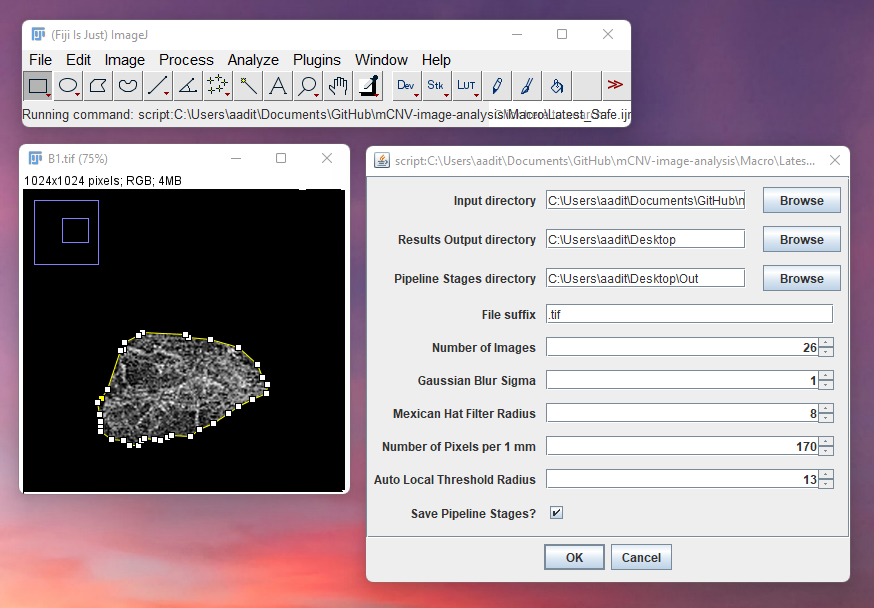 (Fiji Is Just) ImageJ
File Edit Image Process Analyze Plugins Window Help
Dev Stk LUT
Running command: script:C:\Users\aadit\Documents\GitHub\mCNV-image-analysis\Macro\Latest_Safe.ijm
B1.tif (75%)
1024x1024 pixels; RGB; 4MB
script:C:\Users\aadit\Documents\GitHub\mCNV-image-analysis\Macro\Lates...
Input directory C:\Users\aadit\Documents\GitHub\m Browse
Results Output directory C:\Users\aadit\Desktop Browse
Pipeline Stages directory C:\Users\aadit\Desktop\Out Browse
File suffix .tif
Number of Images 26
Gaussian Blur Sigma 1
Mexican Hat Filter Radius 8
Number of Pixels per 1 mm 170
Auto Local Threshold Radius 13
Save Pipeline Stages?
OK Cancel